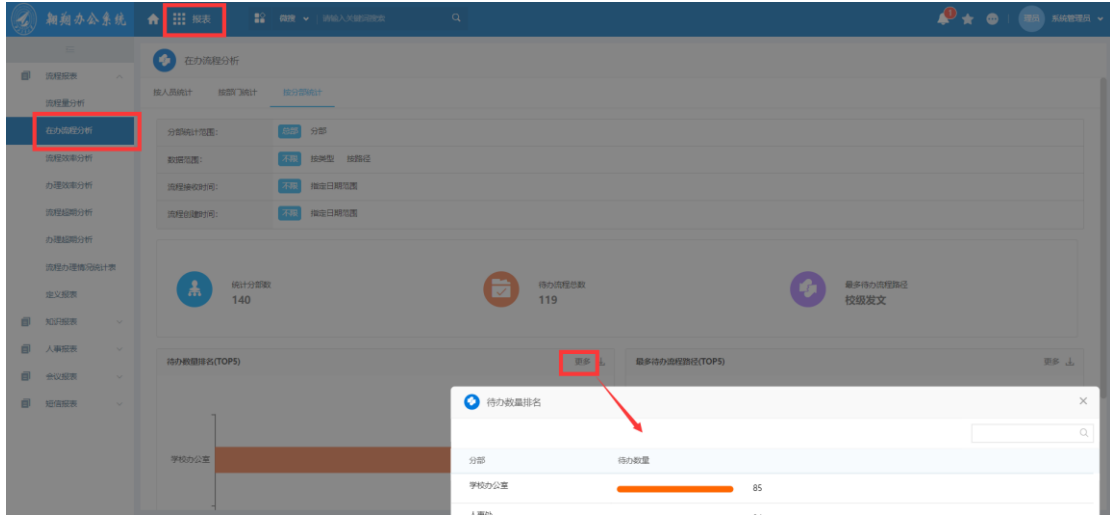 翱翔办公系统 报表 微搜 请输入关键词搜索 系统管理员
流程报表
流程量分析
在办流程分析
流程效率分析
办理效率分析
流程超期分析
办理超期分析
流程办理情况统计表
定义报表
知识报表
人事报表
会议报表
短信报表
在办流程分析
按人员统计 按部门统计 按分部统计
分部统计范围: 总部 分部
数据范围: 不限 按类型 按路径
流程接收时间: 不限 指定日期范围
流程创建时间: 不限 指定日期范围
统计分部数
140
待办流程总数
119
最多待办流程路径
校级发文
待办数量排名(TOP5) 更多
最多待办流程路径(TOP5) 更多
学校办公室
待办数量排名
分部 待办数量
学校办公室 85